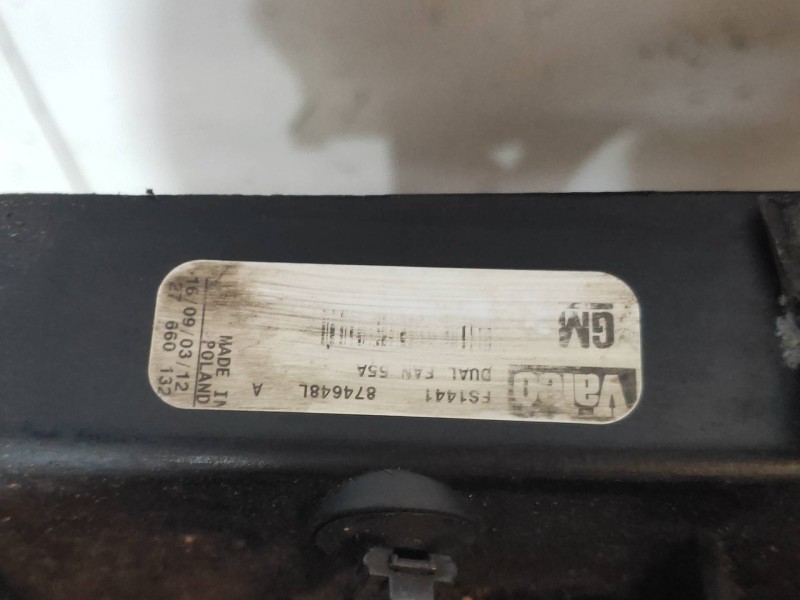 Valeo
GM
FS1441 874648L A
DUAL FAN 55A
MADE IN
POLAND
16/09/03/12
27 660 132